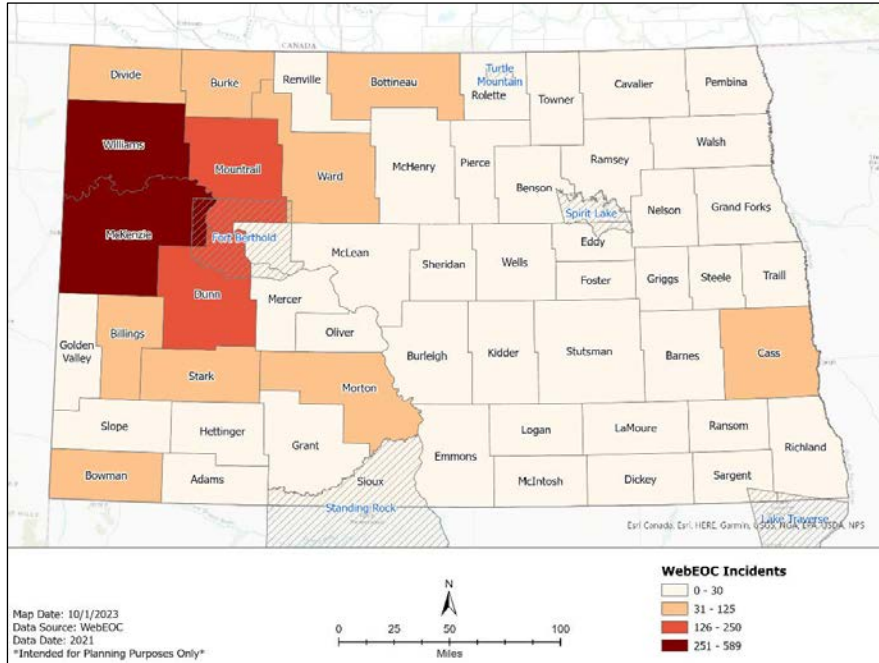 CANADA
Divide
Burke
Renville
Bottineau
Turtle
Mountain
Rolette
Towner
Cavalier
Pembina
Williams
Mountrail
Ward
McHenry
Pierce
Ramsey
Walsh
Benson
Spirit Lake
Nelson
Grand Forks
McKenzie
Fort Berthold
McLean
Sheridan
Wells
Eddy
Foster
Griggs
Steele
Traill
Dunn
Mercer
Oliver
Golden
Valley
Billings
Stark
Morton
Burleigh
Kidder
Stutsman
Barnes
Cass
Slope
Hettinger
Grant
Logan
LaMoure
Ransom
Richland
Bowman
Adams
Sioux
Emmons
McIntosh
Dickey
Sargent
Standing Rock
Lake Traverse
Esri Canada, Esri, HERE, Garmin, USGS, NGA, EPA, USDA, NPS
WebEOC Incidents
0 - 30
31 - 125
126 - 250
251 - 589
N
0 25 50 100
Miles
Map Date: 10/1/2023
Data Source: WebEOC
Data Date: 2021
*Intended for Planning Purposes Only*